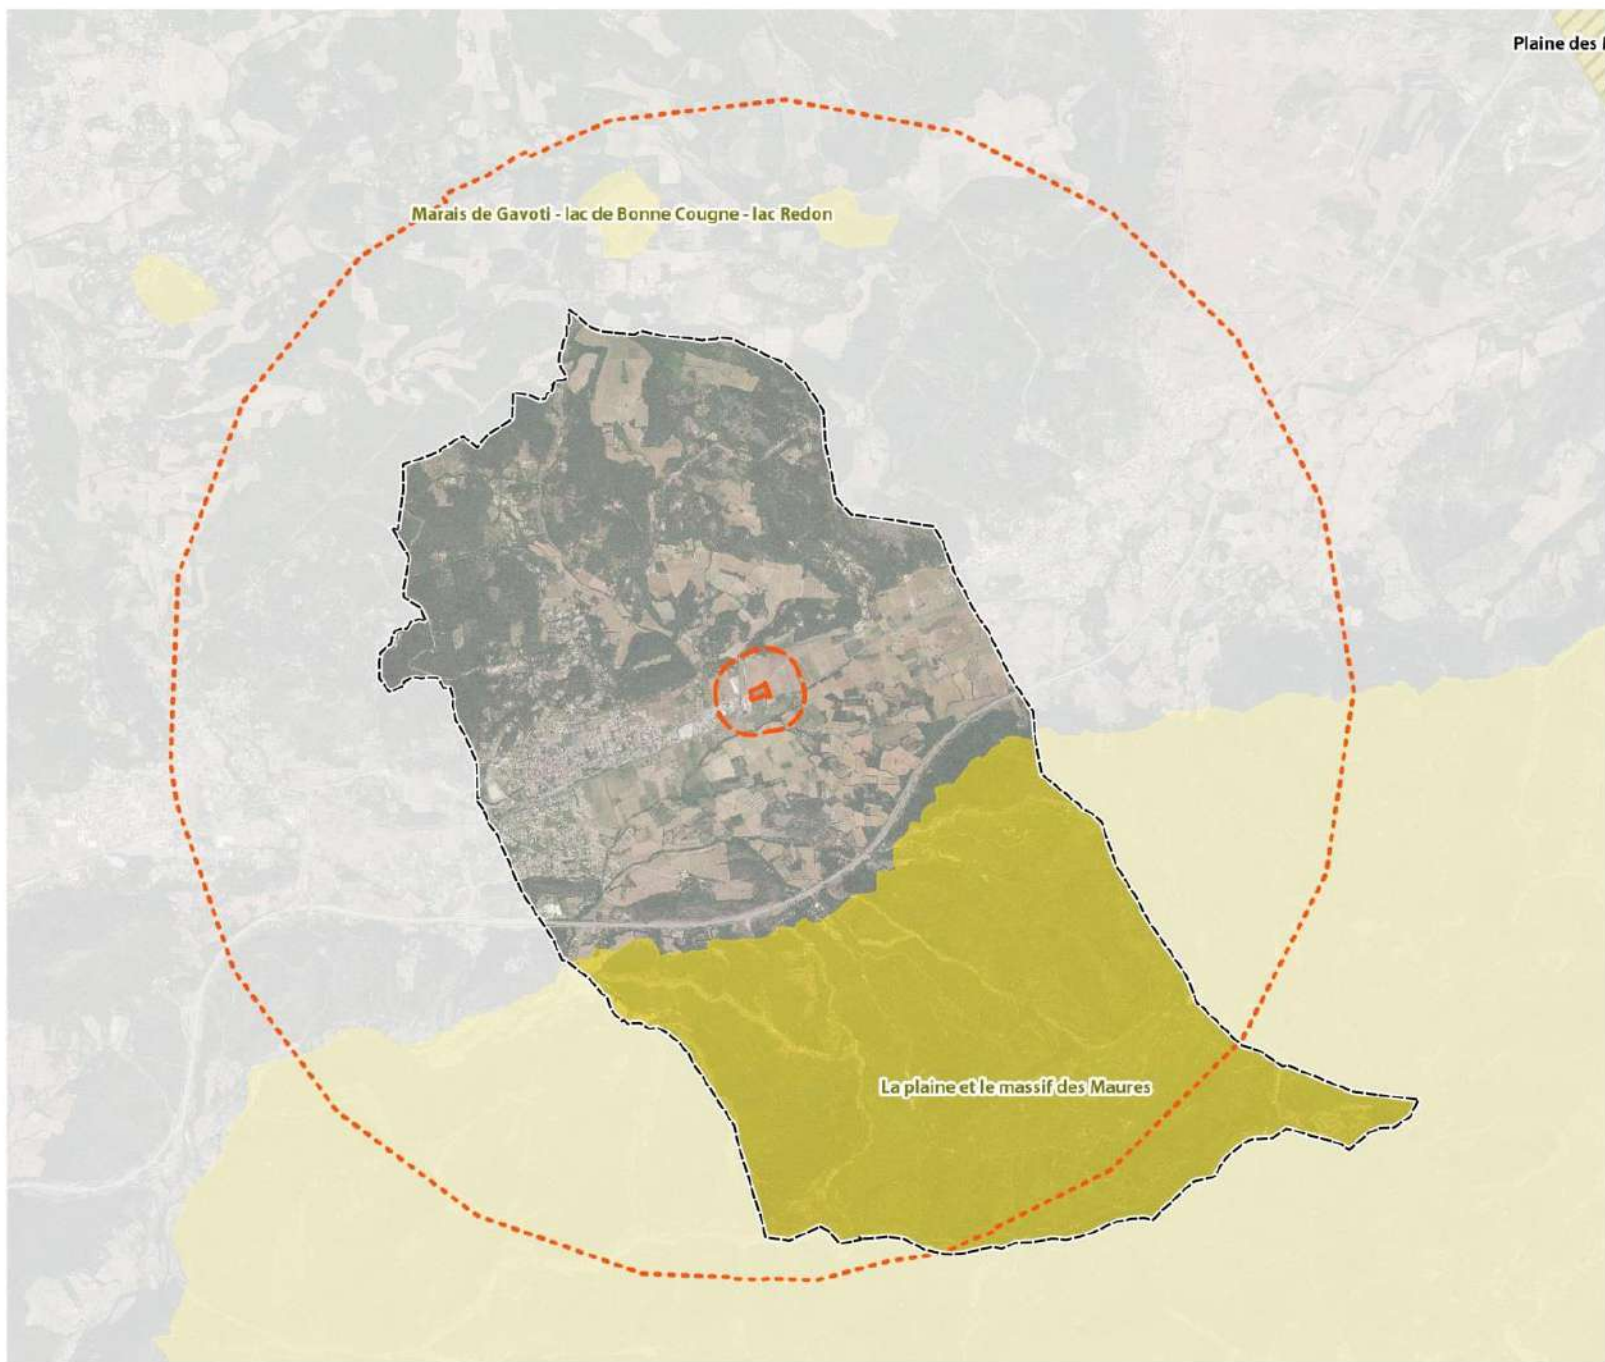 Plaine des
Marais de Gavoti - lac de Bonne Cougne - lac Redon
La plaine et le massif des Maures